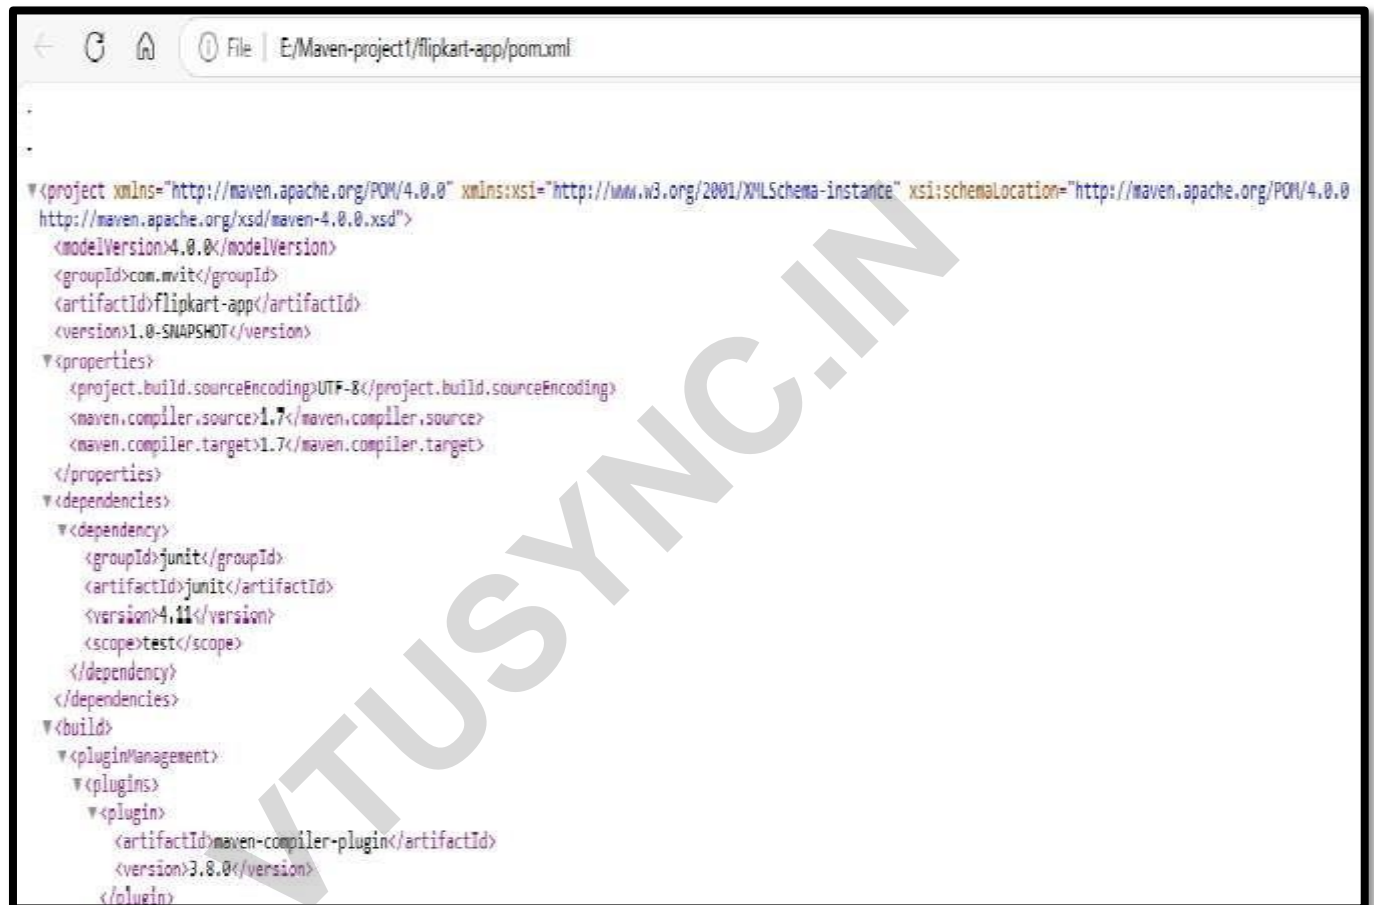 File | E:/Maven-project1/flipkart-app/pom.xml
-
-
▼<project xmlns="http://maven.apache.org/POM/4.0.0" xmlns:xsi="http://www.w3.org/2001/XMLSchema-instance" xsi:schemaLocation="http://maven.apache.org/POM/4.0.0
http://maven.apache.org/xsd/maven-4.0.0.xsd">
<modelVersion>4.0.0</modelVersion>
<groupId>com.mvit</groupId>
<artifactId>flipkart-app</artifactId>
<version>1.0-SNAPSHOT</version>
▼<properties>
<project.build.sourceEncoding>UTF-8</project.build.sourceEncoding>
<maven.compiler.source>1.7</maven.compiler.source>
<maven.compiler.target>1.7</maven.compiler.target>
</properties>
▼<dependencies>
▼<dependency>
<groupId>junit</groupId>
<artifactId>junit</artifactId>
<version>4.11</version>
<scope>test</scope>
</dependency>
</dependencies>
▼<build>
▼<pluginManagement>
▼<plugins>
▼<plugin>
<artifactId>maven-compiler-plugin</artifactId>
<version>3.8.0</version>
</plugin>
VTUSYNC.IN